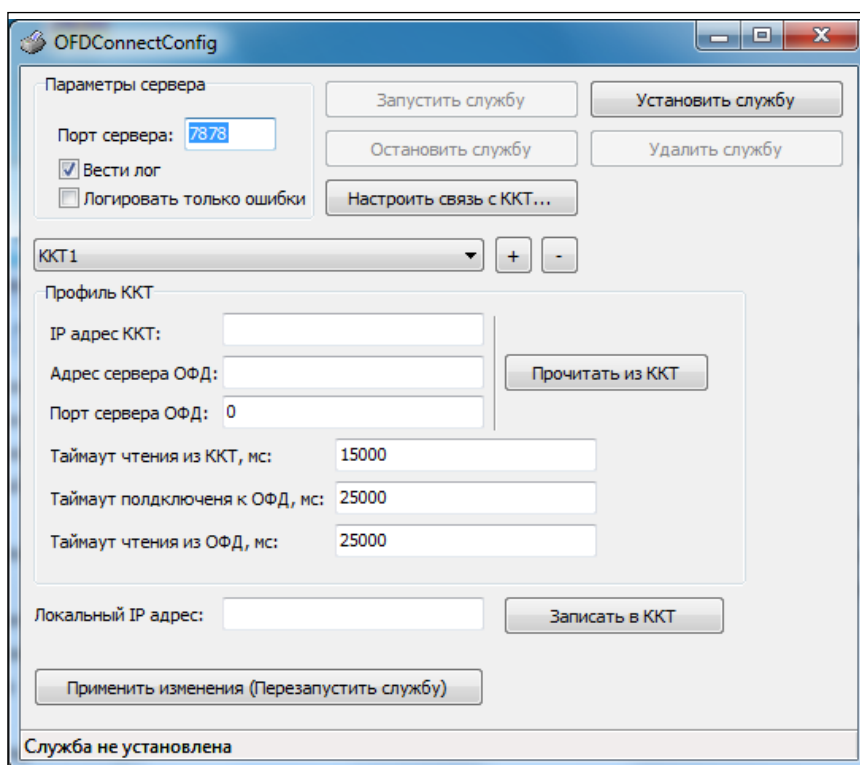 OFDConnectConfig
Параметры сервера
Запустить службу
Установить службу
Порт сервера: 7878
Остановить службу
Удалить службу
Вести лог
Логировать только ошибки
Настроить связь с ККТ...
ККТ1
+
-
Профиль ККТ
IP адрес ККТ:
Адрес сервера ОФД:
Прочитать из ККТ
Порт сервера ОФД: 0
Таймаут чтения из ККТ, мс: 15000
Таймаут полдключеня к ОФД, мс: 25000
Таймаут чтения из ОФД, мс: 25000
Локальный IP адрес:
Записать в ККТ
Применить изменения (Перезапустить службу)
Служба не установлена